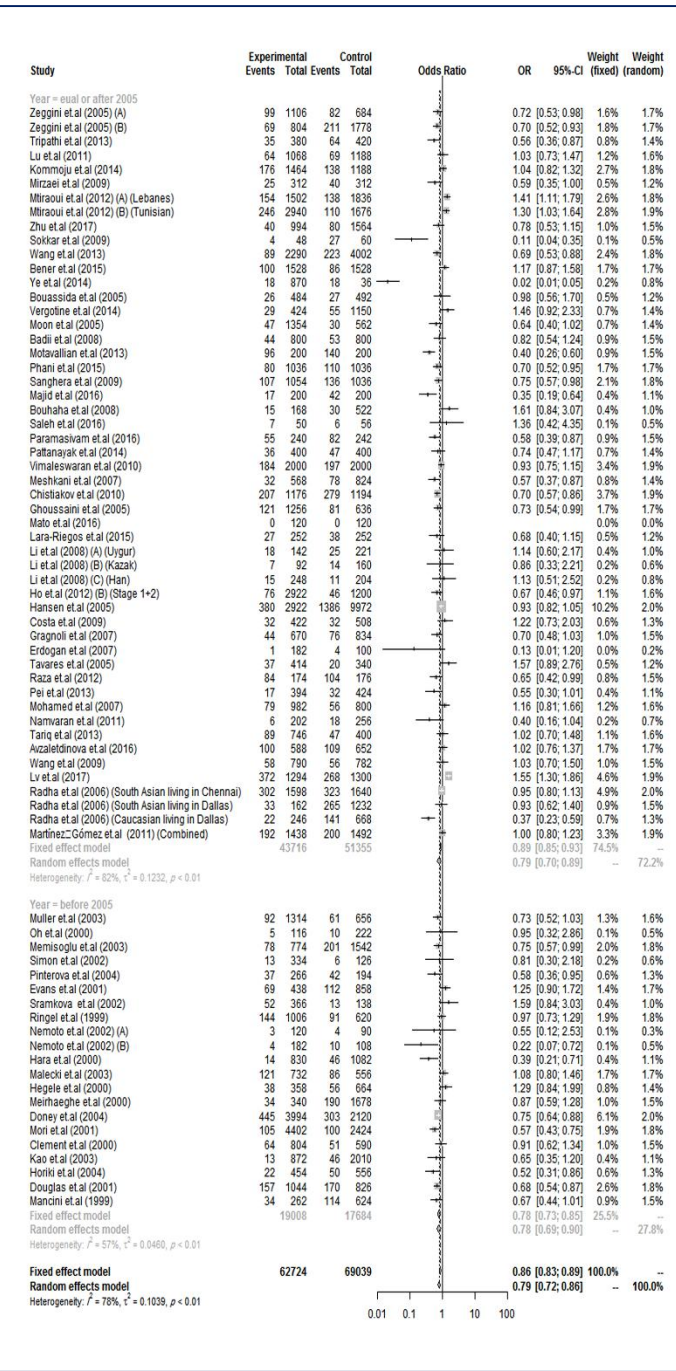 Experimental Control Weight Weight
Study Events Total Events Total Odds Ratio OR 95%-CI (fixed) (random)
Year = eual or after 2005
Zeggini et.al (2005) (A) 99 1106 82 684 0.72 [0.53; 0.98] 1.6% 1.7%
Zeggini et.al (2005) (B) 69 804 211 1778 0.70 [0.52; 0.93] 1.8% 1.7%
Tripathi et.al (2013) 35 380 64 420 0.56 [0.36; 0.87] 0.8% 1.4%
Lu et.al (2011) 64 1068 69 1188 1.03 [0.73; 1.47] 1.2% 1.6%
Kommoju et.al (2014) 176 1464 138 1188 1.04 [0.82; 1.32] 2.7% 1.8%
Mirzaei et.al (2009) 25 312 40 312 0.59 [0.35; 1.00] 0.5% 1.2%
Mtiraoui et.al (2012) (A) (Lebanes) 154 1502 138 1836 1.41 [1.11; 1.79] 2.6% 1.8%
Mtiraoui et.al (2012) (B) (Tunisian) 246 2940 110 1676 1.30 [1.03; 1.64] 2.8% 1.9%
Zhu et.al (2017) 40 994 80 1564 0.78 [0.53; 1.15] 1.0% 1.5%
Sokkar et.al (2009) 4 48 27 60 0.11 [0.04; 0.35] 0.1% 0.5%
Wang et.al (2013) 89 2290 223 4002 0.69 [0.53; 0.88] 2.4% 1.8%
Bener et.al (2015) 100 1528 86 1528 1.17 [0.87; 1.58] 1.7% 1.7%
Ye et.al (2014) 18 870 18 36 0.02 [0.01; 0.05] 0.2% 0.8%
Bouassida et.al (2005) 26 484 27 492 0.98 [0.56; 1.70] 0.5% 1.2%
Vergotine et.al (2014) 29 424 55 1150 1.46 [0.92; 2.33] 0.7% 1.4%
Moon et.al (2005) 47 1354 30 562 0.64 [0.40; 1.02] 0.7% 1.4%
Badii et.al (2008) 44 800 53 800 0.82 [0.54; 1.24] 0.9% 1.5%
Motavallian et.al (2013) 96 200 140 200 0.40 [0.26; 0.60] 0.9% 1.5%
Phani et.al (2015) 80 1036 110 1036 0.70 [0.52; 0.95] 1.6% 1.7%
Sanghera et.al (2009) 107 1054 136 1036 0.75 [0.57; 0.98] 2.1% 1.8%
Majid et.al (2016) 17 200 42 200 0.35 [0.19; 0.64] 0.4% 1.1%
Bouhaha et.al (2008) 15 168 30 522 1.61 [0.84; 3.07] 0.4% 1.0%
Saleh et.al (2016) 7 50 6 56 1.36 [0.42; 4.35] 0.1% 0.5%
Paramasivam et.al (2016) 55 240 82 242 0.58 [0.39; 0.87] 0.9% 1.5%
Pattanayak et.al (2014) 36 400 47 400 0.74 [0.47; 1.17] 0.7% 1.4%
Vimaleswaran et.al (2010) 184 2000 197 2000 0.93 [0.75; 1.15] 3.4% 1.9%
Meshkani et.al (2007) 32 568 78 824 0.57 [0.37; 0.87] 0.8% 1.5%
Chistiakov et.al (2010) 207 1176 279 1194 0.70 [0.57; 0.86] 3.7% 1.9%
Ghoussaini et.al (2005) 121 1256 81 636 0.73 [0.54; 0.99] 1.7% 1.7%
Mato et.al (2016) 0 120 0 120 0.0% 0.0%
Lara-Riegos et.al (2015) 27 252 38 252 0.68 [0.40; 1.15] 0.5% 1.2%
Li et.al (2008) (A) (Uygur) 18 142 25 221 1.14 [0.60; 2.17] 0.4% 1.0%
Li et.al (2008) (B) (Kazak) 7 92 14 160 0.86 [0.33; 2.21] 0.2% 0.6%
Li et.al (2008) (C) (Han) 15 248 11 204 1.13 [0.51; 2.52] 0.2% 0.8%
Ho et.al (2012) (B) (Stage 1+2) 76 2922 46 1200 0.67 [0.46; 0.97] 1.1% 1.6%
Hansen et.al (2005) 380 2922 1386 9972 0.93 [0.82; 1.05] 10.2% 2.0%
Costa et.al (2009) 32 422 32 508 1.22 [0.73; 2.03] 0.6% 1.3%
Gragnoli et.al (2007) 44 670 76 834 0.70 [0.48; 1.03] 1.0% 1.5%
Erdogan et.al (2007) 1 182 4 100 0.13 [0.01; 1.20] 0.0% 0.2%
Tavares et.al (2005) 37 414 20 340 1.57 [0.89; 2.76] 0.5% 1.2%
Raza et.al (2012) 84 174 104 176 0.65 [0.42; 0.99] 0.8% 1.5%
Pei et.al (2013) 17 394 32 424 0.55 [0.30; 1.01] 0.4% 1.1%
Mohamed et.al (2007) 79 982 56 800 1.16 [0.81; 1.66] 1.2% 1.6%
Namvaran et.al (2011) 6 202 18 256 0.40 [0.16; 1.04] 0.2% 0.7%
Tariq et.al (2013) 89 746 47 400 1.02 [0.70; 1.48] 1.1% 1.6%
Avzaletdinova et.al (2016) 100 588 109 652 1.02 [0.76; 1.37] 1.7% 1.7%
Wang et.al (2009) 58 790 56 782 1.03 [0.70; 1.50] 1.0% 1.6%
Lv et.al (2017) 372 1294 268 1300 1.55 [1.30; 1.86] 4.6% 1.9%
Radha et.al (2006) (South Asian living in Chennai) 302 1598 323 1640 0.95 [0.80; 1.13] 4.9% 2.0%
Radha et.al (2006) (South Asian living in Dallas) 33 162 265 1232 0.93 [0.62; 1.40] 0.9% 1.5%
Radha et.al (2006) (Caucasian living in Dallas) 22 246 141 668 0.37 [0.23; 0.59] 0.7% 1.4%
Martínez□Gómez et.al (2011) (Combined) 192 1438 200 1492 1.00 [0.80; 1.23] 3.3% 1.9%
Fixed effect model 43716 51355 0.89 [0.85; 0.93] 74.5% --
Random effects model 0.79 [0.70; 0.89] -- 72.2%
Heterogeneity: I² = 82%, τ² = 0.1232, p < 0.01
Year = before 2005
Muller et.al (2003) 92 1314 61 656 0.73 [0.52; 1.03] 1.3% 1.6%
Oh et.al (2000) 5 116 10 222 0.95 [0.32; 2.86] 0.1% 0.5%
Memisoglu et.al (2003) 78 774 201 1542 0.75 [0.57; 0.99] 2.0% 1.8%
Simon et.al (2002) 13 334 6 126 0.81 [0.30; 2.18] 0.2% 0.6%
Pinterova et.al (2004) 37 266 42 194 0.58 [0.36; 0.95] 0.6% 1.3%
Evans et.al (2001) 69 438 112 858 1.25 [0.90; 1.72] 1.4% 1.7%
Sramkova et.al (2002) 52 366 13 138 1.59 [0.84; 3.03] 0.4% 1.0%
Ringel et.al (1999) 144 1006 91 620 0.97 [0.73; 1.29] 1.9% 1.7%
Nemoto et.al (2002) (A) 3 120 4 90 0.55 [0.12; 2.53] 0.1% 0.3%
Nemoto et.al (2002) (B) 4 182 10 108 0.22 [0.07; 0.72] 0.1% 0.5%
Hara et.al (2000) 14 830 46 1082 0.39 [0.21; 0.71] 0.4% 1.1%
Malecki et.al (2003) 121 732 86 556 1.08 [0.80; 1.46] 1.7% 1.7%
Hegele et.al (2000) 38 358 56 664 1.29 [0.84; 1.99] 0.8% 1.4%
Meirhaeghe et.al (2000) 34 340 190 1678 0.87 [0.59; 1.28] 1.0% 1.5%
Doney et.al (2004) 445 3994 303 2120 0.75 [0.64; 0.88] 6.1% 2.0%
Mori et.al (2001) 105 4402 100 2424 0.57 [0.43; 0.75] 1.9% 1.8%
Clement et.al (2000) 64 804 51 590 0.91 [0.62; 1.34] 1.0% 1.5%
Kao et.al (2003) 13 872 46 2010 0.65 [0.35; 1.20] 0.4% 1.1%
Horiki et.al (2004) 22 454 50 556 0.52 [0.31; 0.86] 0.6% 1.3%
Douglas et.al (2001) 157 1044 170 826 0.68 [0.54; 0.87] 2.5% 1.8%
Mancini et.al (1999) 34 262 114 624 0.67 [0.44; 1.01] 0.9% 1.5%
Fixed effect model 19008 17684 0.78 [0.73; 0.85] 25.5% --
Random effects model 0.78 [0.69; 0.90] -- 27.8%
Heterogeneity: I² = 57%, τ² = 0.0460, p < 0.01
Fixed effect model 62724 69039 0.86 [0.83; 0.89] 100.0% --
Random effects model 0.79 [0.72; 0.86] -- 100.0%
Heterogeneity: I² = 78%, τ² = 0.1039, p < 0.01
0.01 0.1 1 10 100